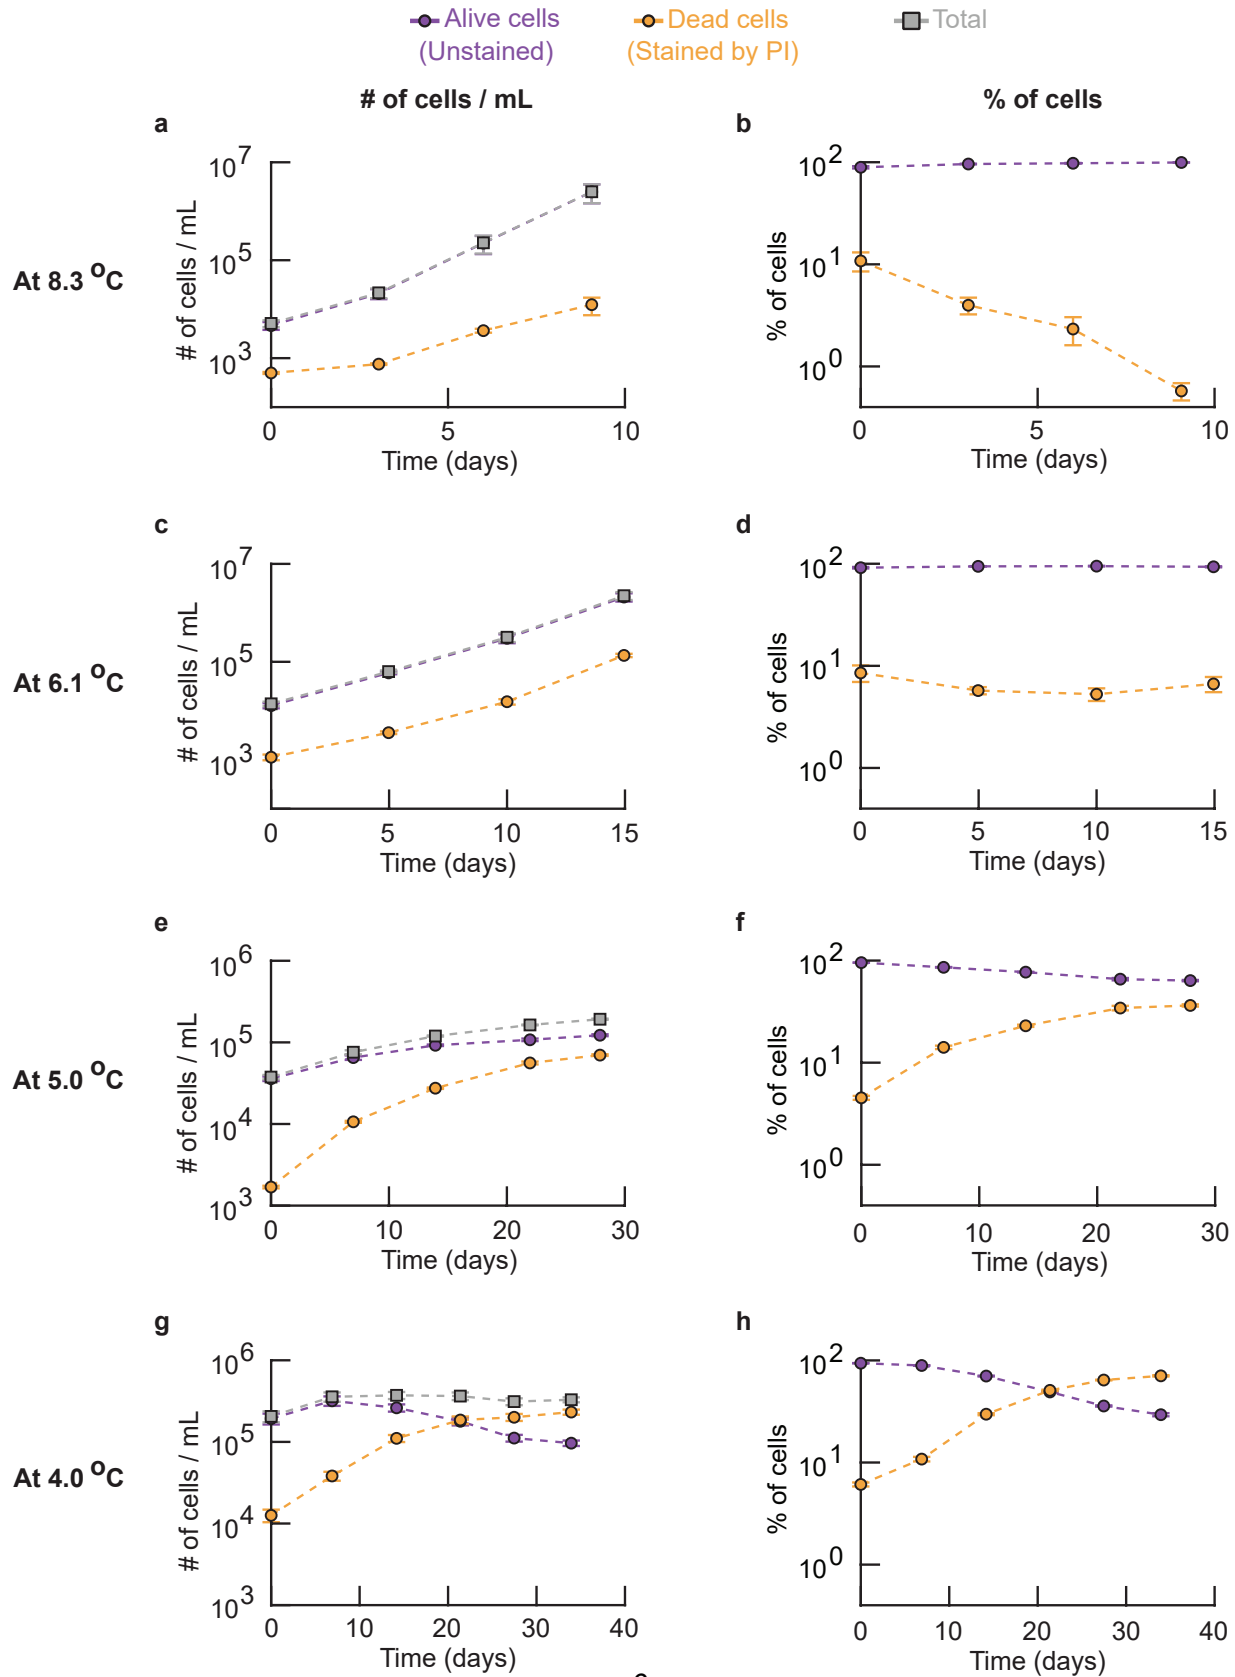 Alive cells Dead cells Total
(Unstained) (Stained by PI)
# of cells / mL % of cells
a b
10^7 10^2
10^5 10^1
10^3 10^0
# of cells / mL % of cells
At 8.3 °C
0 5 10 0 5 10
Time (days) Time (days)
c d
10^7 10^2
10^5 10^1
10^3 10^0
# of cells / mL % of cells
At 6.1 °C
0 5 10 15 0 5 10 15
Time (days) Time (days)
e f
10^6 10^2
10^5 10^1
10^4 10^0
10^3
# of cells / mL % of cells
At 5.0 °C
0 10 20 30 0 10 20 30
Time (days) Time (days)
g h
10^6 10^2
10^5 10^1
10^4 10^0
10^3
# of cells / mL % of cells
At 4.0 °C
0 10 20 30 40 0 10 20 30 40
Time (days) Time (days)